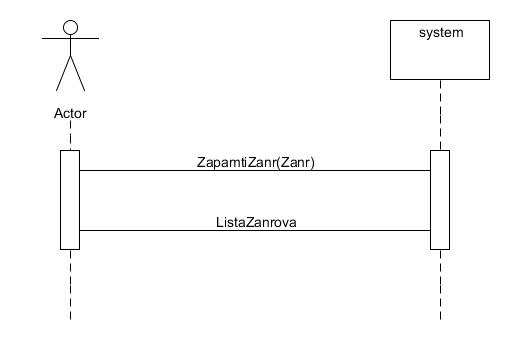 system
Actor
ZapamtiZanr(Zanr)
ListaZanrova